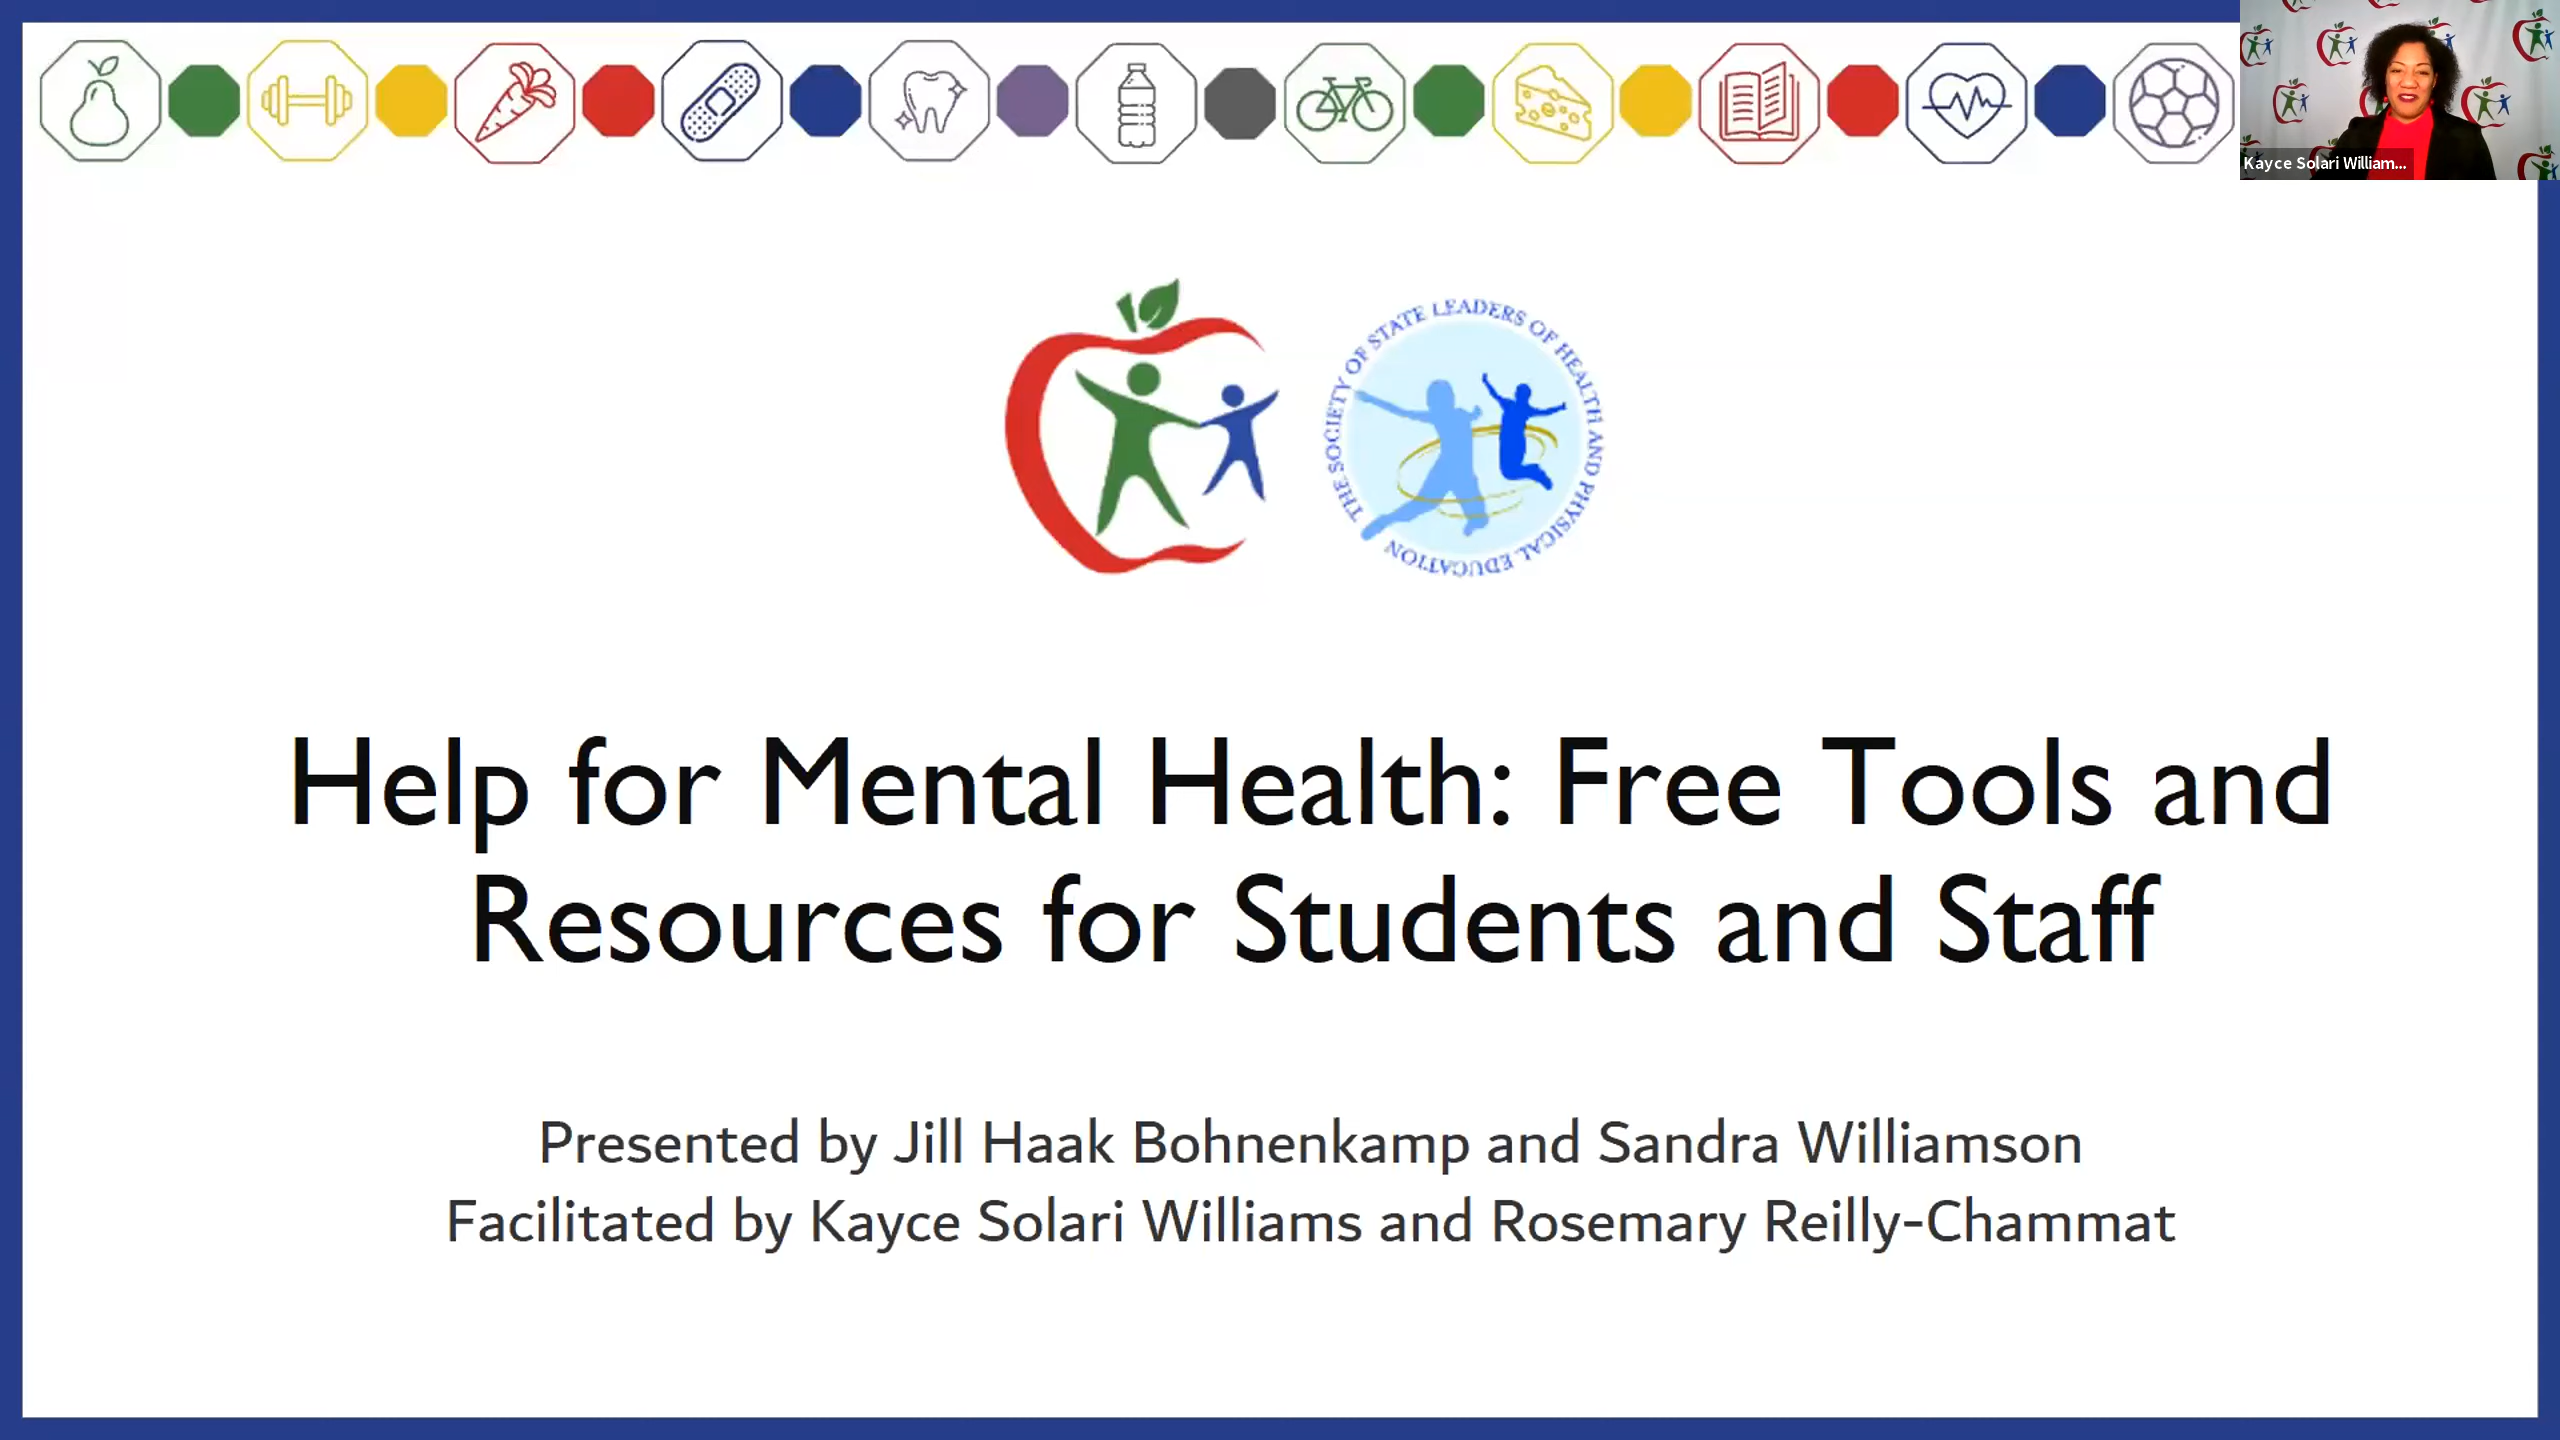 Kayce Solari William...
THE SOCIETY OF STATE LEADERS OF HEALTH AND PHYSICAL EDUCATION
Help for Mental Health: Free Tools and
Resources for Students and Staff
Presented by Jill Haak Bohnenkamp and Sandra Williamson
Facilitated by Kayce Solari Williams and Rosemary Reilly-Chammat